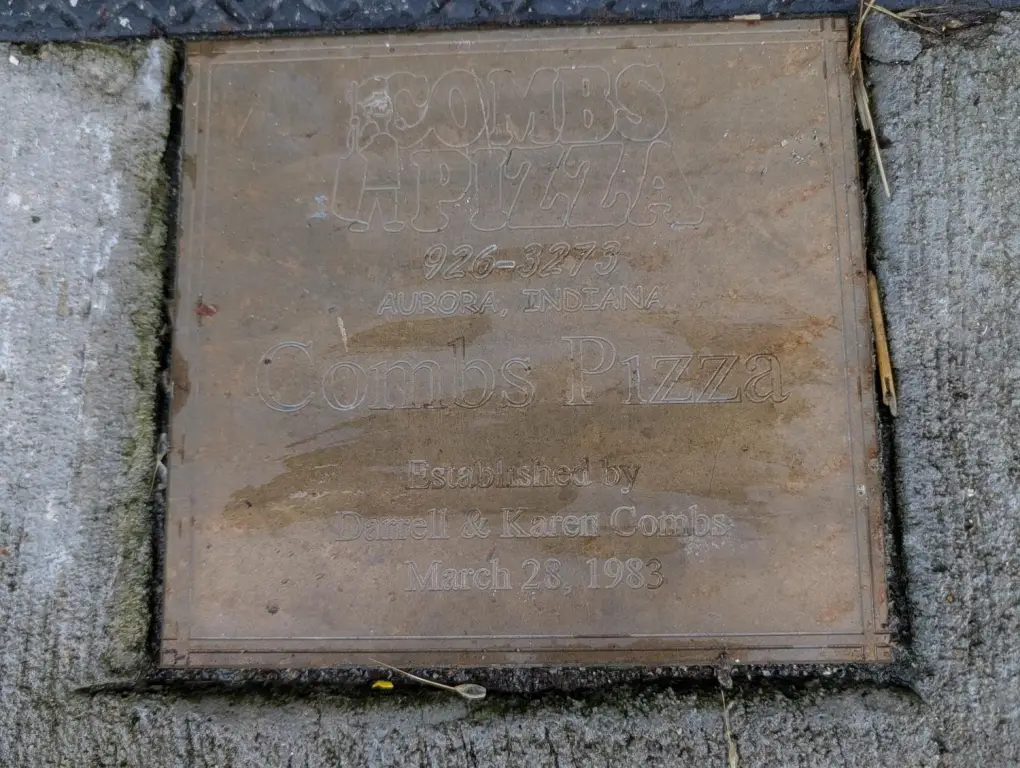 COMBS
PIZZA
926-3273
AURORA, INDIANA
Combs Pizza
Established by
Darrell & Karen Combs
March 28, 1983